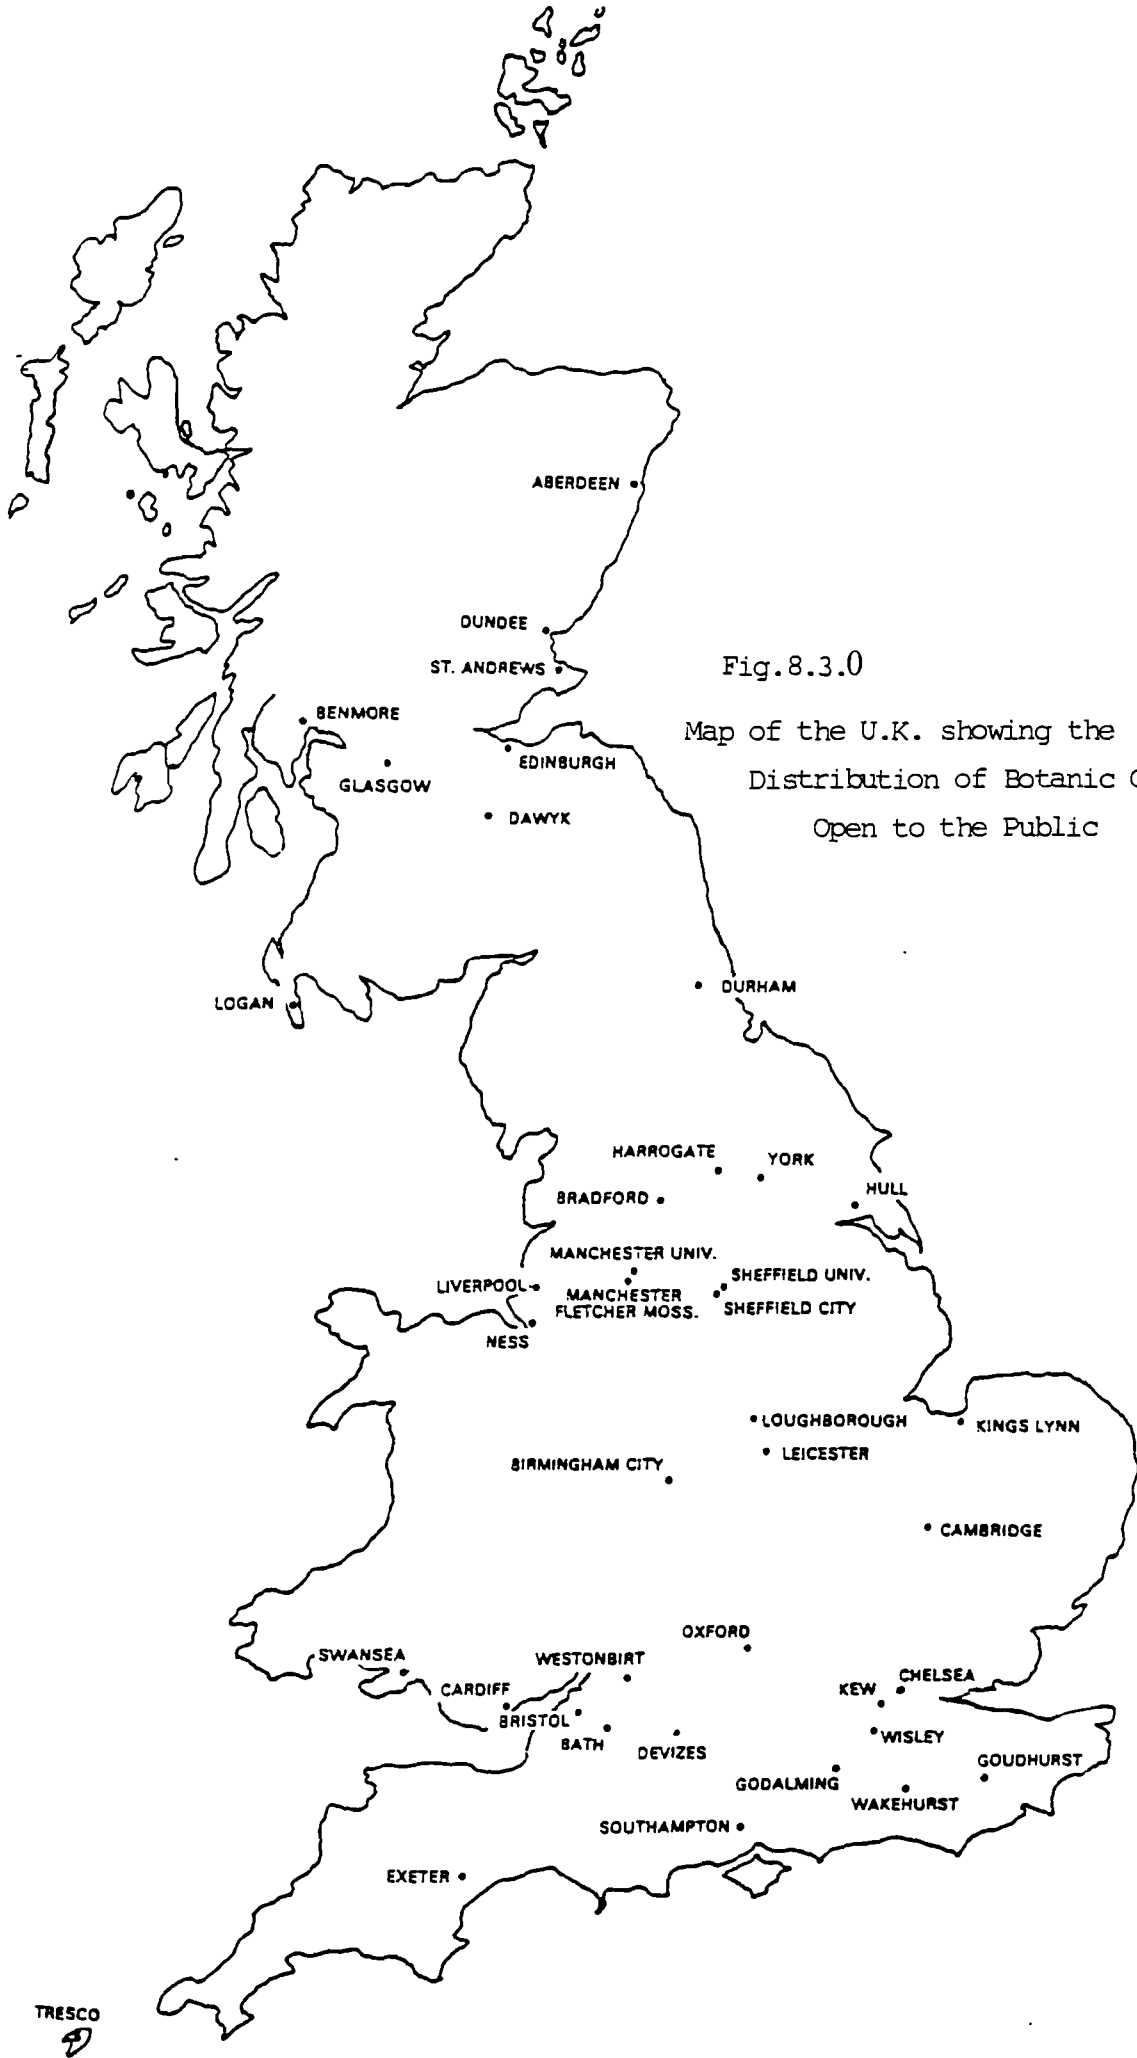 ABERDEEN
DUNDEE
ST. ANDREWS
Fig.8.3.0
BENMORE
Map of the U.K. showing the
EDINBURGH
Distribution of Botanic
GLASGOW
DAWYK
Open to the Public
DURHAM
LOGAN
HARROGATE
YORK
HULL
BRADFORD
MANCHESTER UNIV.
SHEFFIELD UNIV.
LIVERPOOL
MANCHESTER
FLETCHER MOSS.
SHEFFIELD CITY
NESS
LOUGHBOROUGH
KINGS LYNN
LEICESTER
BIRMINGHAM CITY
CAMBRIDGE
OXFORD
SWANSEA
WESTONBIRT
CHELSEA
CARDIFF
KEW
BRISTOL
WISLEY
BATH
DEVIZES
GOUDHURST
GODALMING
WAKEHURST
SOUTHAMPTON
EXETER
TRESCO